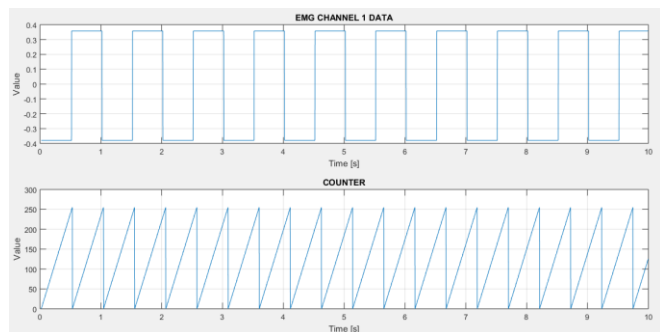 EMG CHANNEL 1 DATA
0.4
0.3
0.2
0.1
0
-0.1
-0.2
-0.3
-0.4
Value
0 1 2 3 4 5 6 7 8 9 10
Time [s]
COUNTER
300
250
200
150
100
50
0
Value
0 1 2 3 4 5 6 7 8 9 10
Time [s]